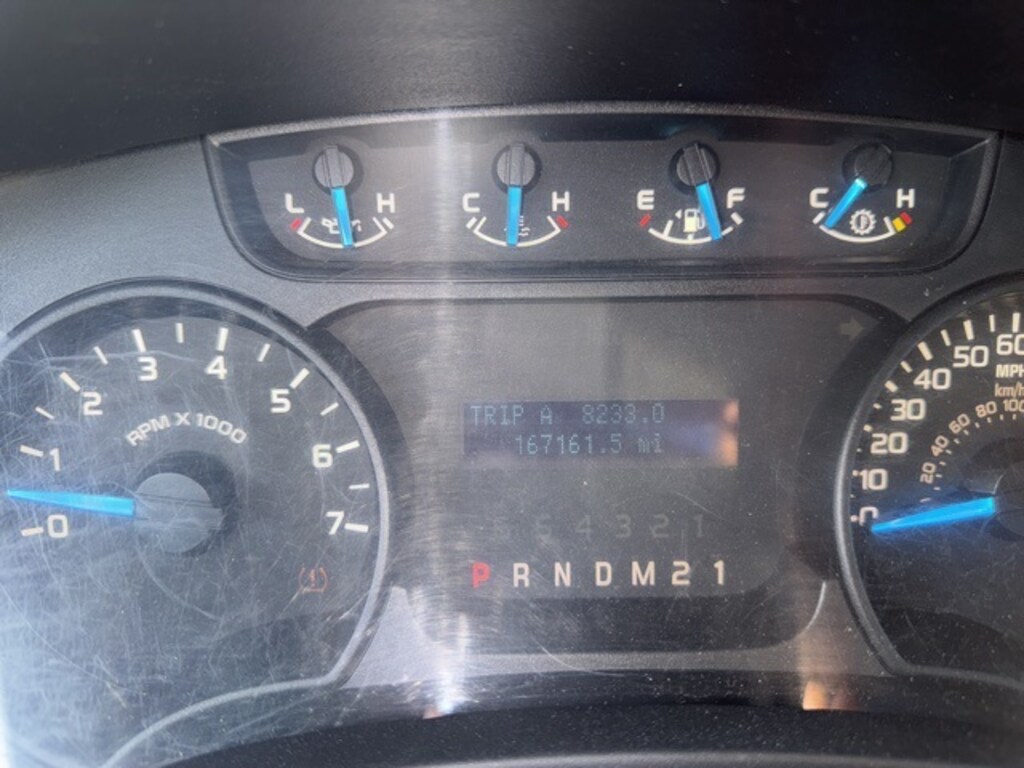 L H
C H
E F
C H
0 1 2 3 4 5 6 7
RPM X 1000
TRIP A 8233.0
167161.5 mi
6 5 4 3 2 1
P R N D M 2 1
0 10 20 30 40 50 60
MPH
km/h
20 40 60 80 100